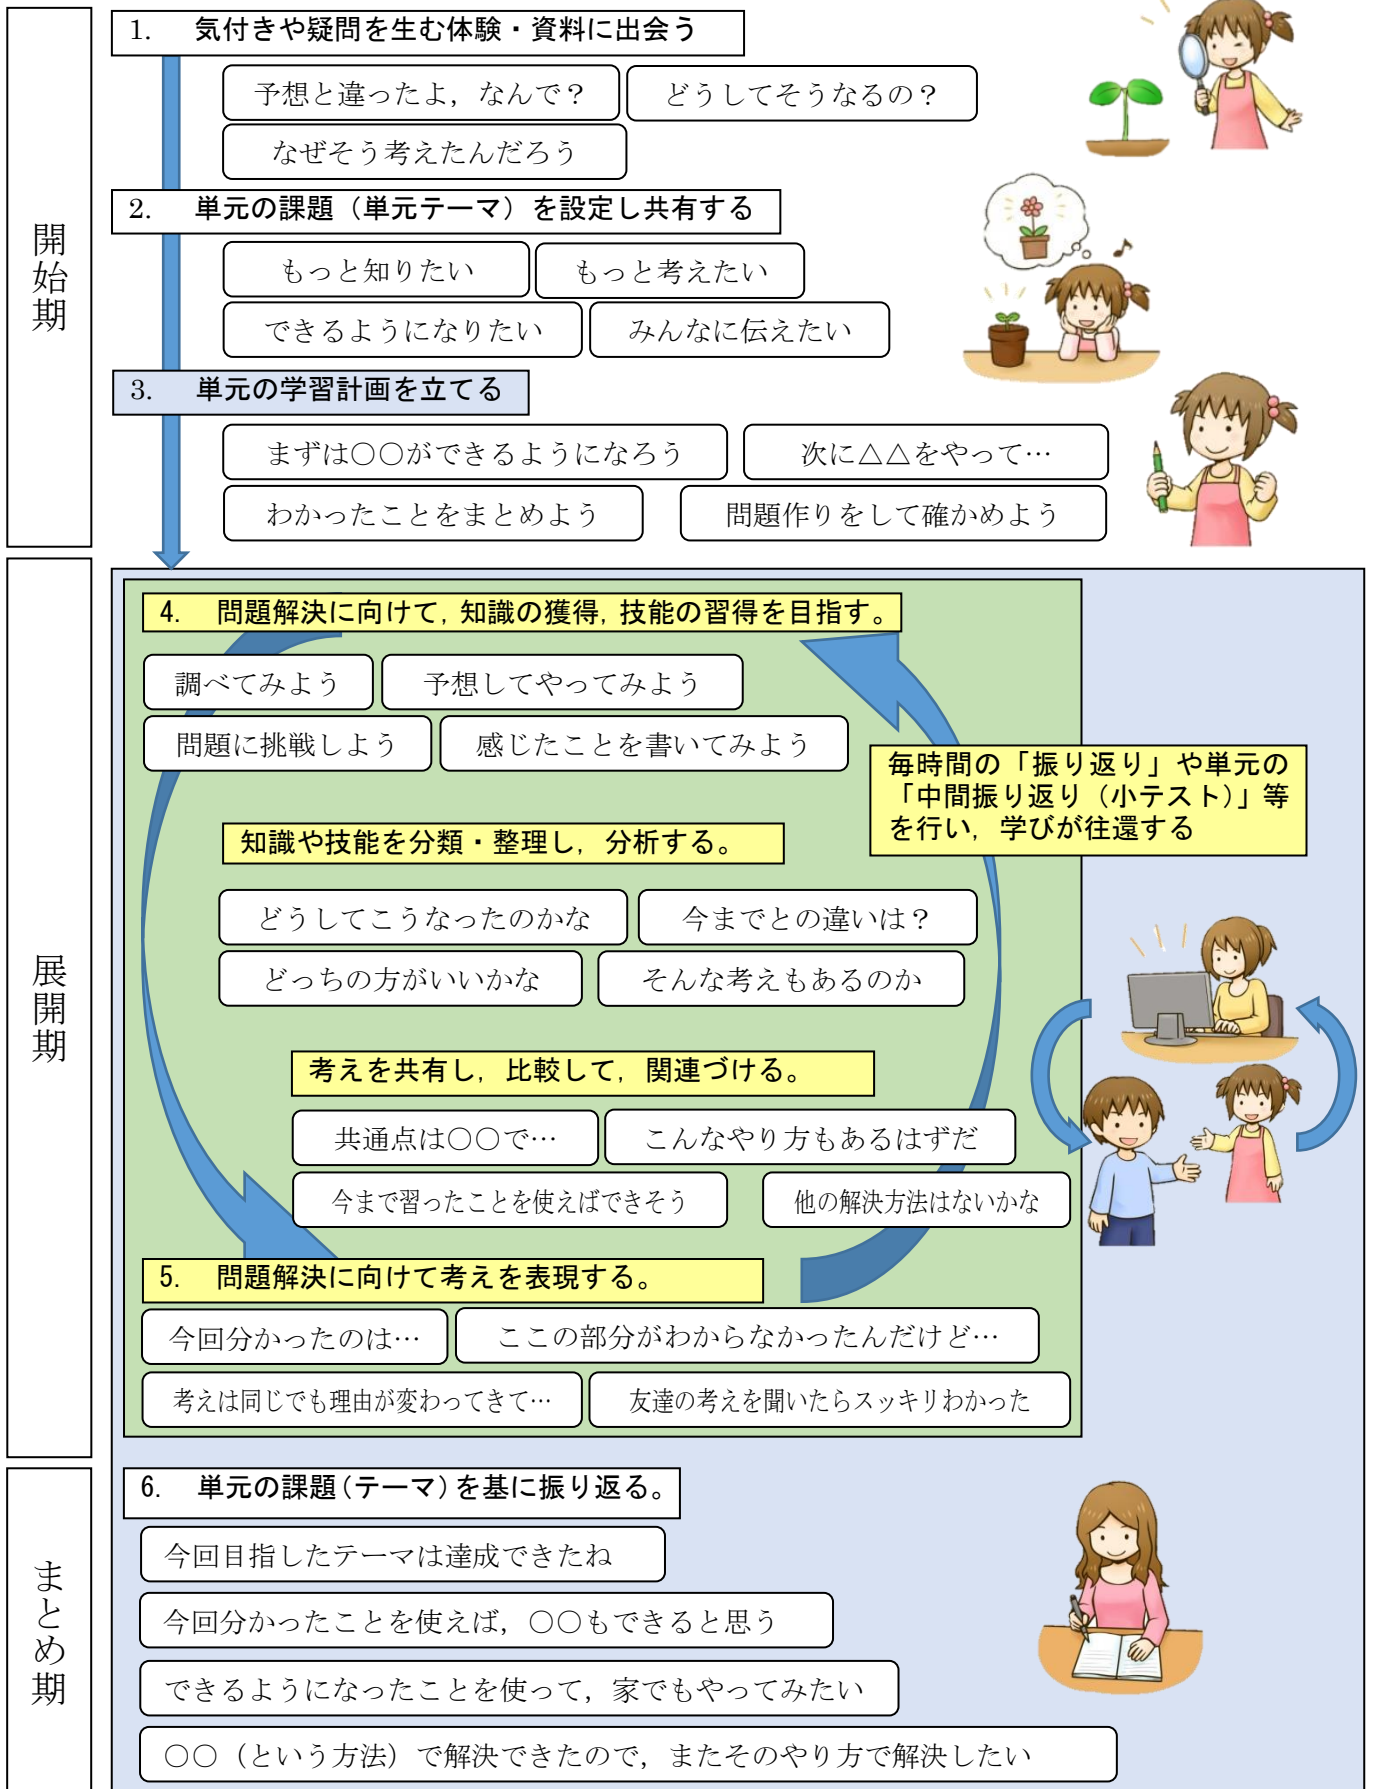 開始期
1. 気付きや疑問を生む体験・資料に出会う
予想と違ったよ，なんで？
どうしてそうなるの？
なぜそう考えたんだろう
2. 単元の課題（単元テーマ）を設定し共有する
もっと知りたい
もっと考えたい
できるようになりたい
みんなに伝えたい
3. 単元の学習計画を立てる
まずは〇〇ができるようになろう
次に△△をやって…
わかったことをまとめよう
問題作りをして確かめよう
展開期
4. 問題解決に向けて，知識の獲得，技能の習得を目指す。
調べてみよう
予想してやってみよう
問題に挑戦しよう
感じたことを書いてみよう
毎時間の「振り返り」や単元の
「中間振り返り（小テスト）」等
を行い，学びが往還する
知識や技能を分類・整理し，分析する。
どうしてこうなったのかな
今までとの違いは？
どっちの方がいいかな
そんな考えもあるのか
考えを共有し，比較して，関連づける。
共通点は〇〇で…
こんなやり方もあるはずだ
今まで習ったことを使えばできそう
他の解決方法はないかな
5. 問題解決に向けて考えを表現する。
今回分かったのは…
ここの部分がわからなかったんだけど…
考えは同じでも理由が変わってきて…
友達の考えを聞いたらスッキリわかった
まとめ期
6. 単元の課題（テーマ）を基に振り返る。
今回目指したテーマは達成できたね
今回分かったことを使えば，〇〇もできると思う
できるようになったことを使って，家でもやってみたい
〇〇（という方法）で解決できたので，またそのやり方で解決したい